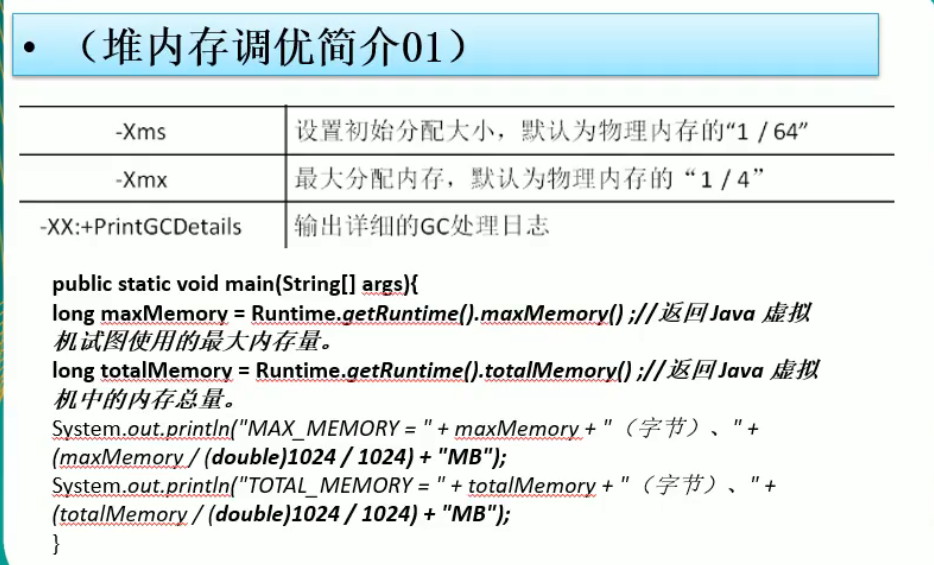 • （堆内存调优简介01）
-Xms 设置初始分配大小，默认为物理内存的“1 / 64”
-Xmx 最大分配内存，默认为物理内存的 “1 / 4”
-XX:+PrintGCDetails 输出详细的GC处理日志
public static void main(String[] args){
long maxMemory = Runtime.getRuntime().maxMemory() ;//返回 Java 虚拟
机试图使用的最大内存量。
long totalMemory = Runtime.getRuntime().totalMemory() ;//返回 Java 虚拟
机中的内存总量。
System.out.println("MAX_MEMORY = " + maxMemory + "（字节）、" +
(maxMemory / (double)1024 / 1024) + "MB");
System.out.println("TOTAL_MEMORY = " + totalMemory + "（字节）、" +
(totalMemory / (double)1024 / 1024) + "MB");
}